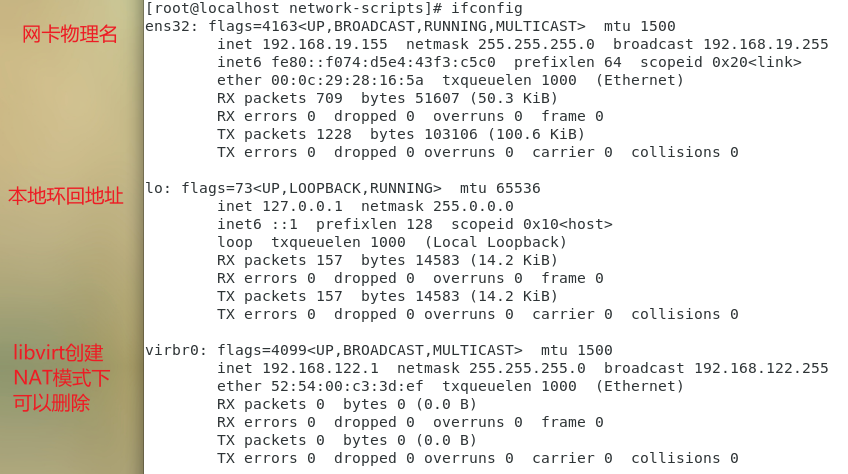 网卡物理名
[root@localhost network-scripts]# ifconfig
ens32: flags=4163<UP,BROADCAST,RUNNING,MULTICAST>  mtu 1500
        inet 192.168.19.155  netmask 255.255.255.0  broadcast 192.168.19.255
        inet6 fe80::f074:d5e4:43f3:c5c0  prefixlen 64  scopeid 0x20<link>
        ether 00:0c:29:28:16:5a  txqueuelen 1000  (Ethernet)
        RX packets 709  bytes 51607 (50.3 KiB)
        RX errors 0  dropped 0  overruns 0  frame 0
        TX packets 1228  bytes 103106 (100.6 KiB)
        TX errors 0  dropped 0 overruns 0  carrier 0  collisions 0
本地环回地址
lo: flags=73<UP,LOOPBACK,RUNNING>  mtu 65536
        inet 127.0.0.1  netmask 255.0.0.0
        inet6 ::1  prefixlen 128  scopeid 0x10<host>
        loop  txqueuelen 1000  (Local Loopback)
        RX packets 157  bytes 14583 (14.2 KiB)
        RX errors 0  dropped 0  overruns 0  frame 0
        TX packets 157  bytes 14583 (14.2 KiB)
        TX errors 0  dropped 0 overruns 0  carrier 0  collisions 0
libvirt创建
NAT模式下
可以删除
virbr0: flags=4099<UP,BROADCAST,MULTICAST>  mtu 1500
        inet 192.168.122.1  netmask 255.255.255.0  broadcast 192.168.122.255
        ether 52:54:00:c3:3d:ef  txqueuelen 1000  (Ethernet)
        RX packets 0  bytes 0 (0.0 B)
        RX errors 0  dropped 0  overruns 0  frame 0
        TX packets 0  bytes 0 (0.0 B)
        TX errors 0  dropped 0 overruns 0  carrier 0  collisions 0